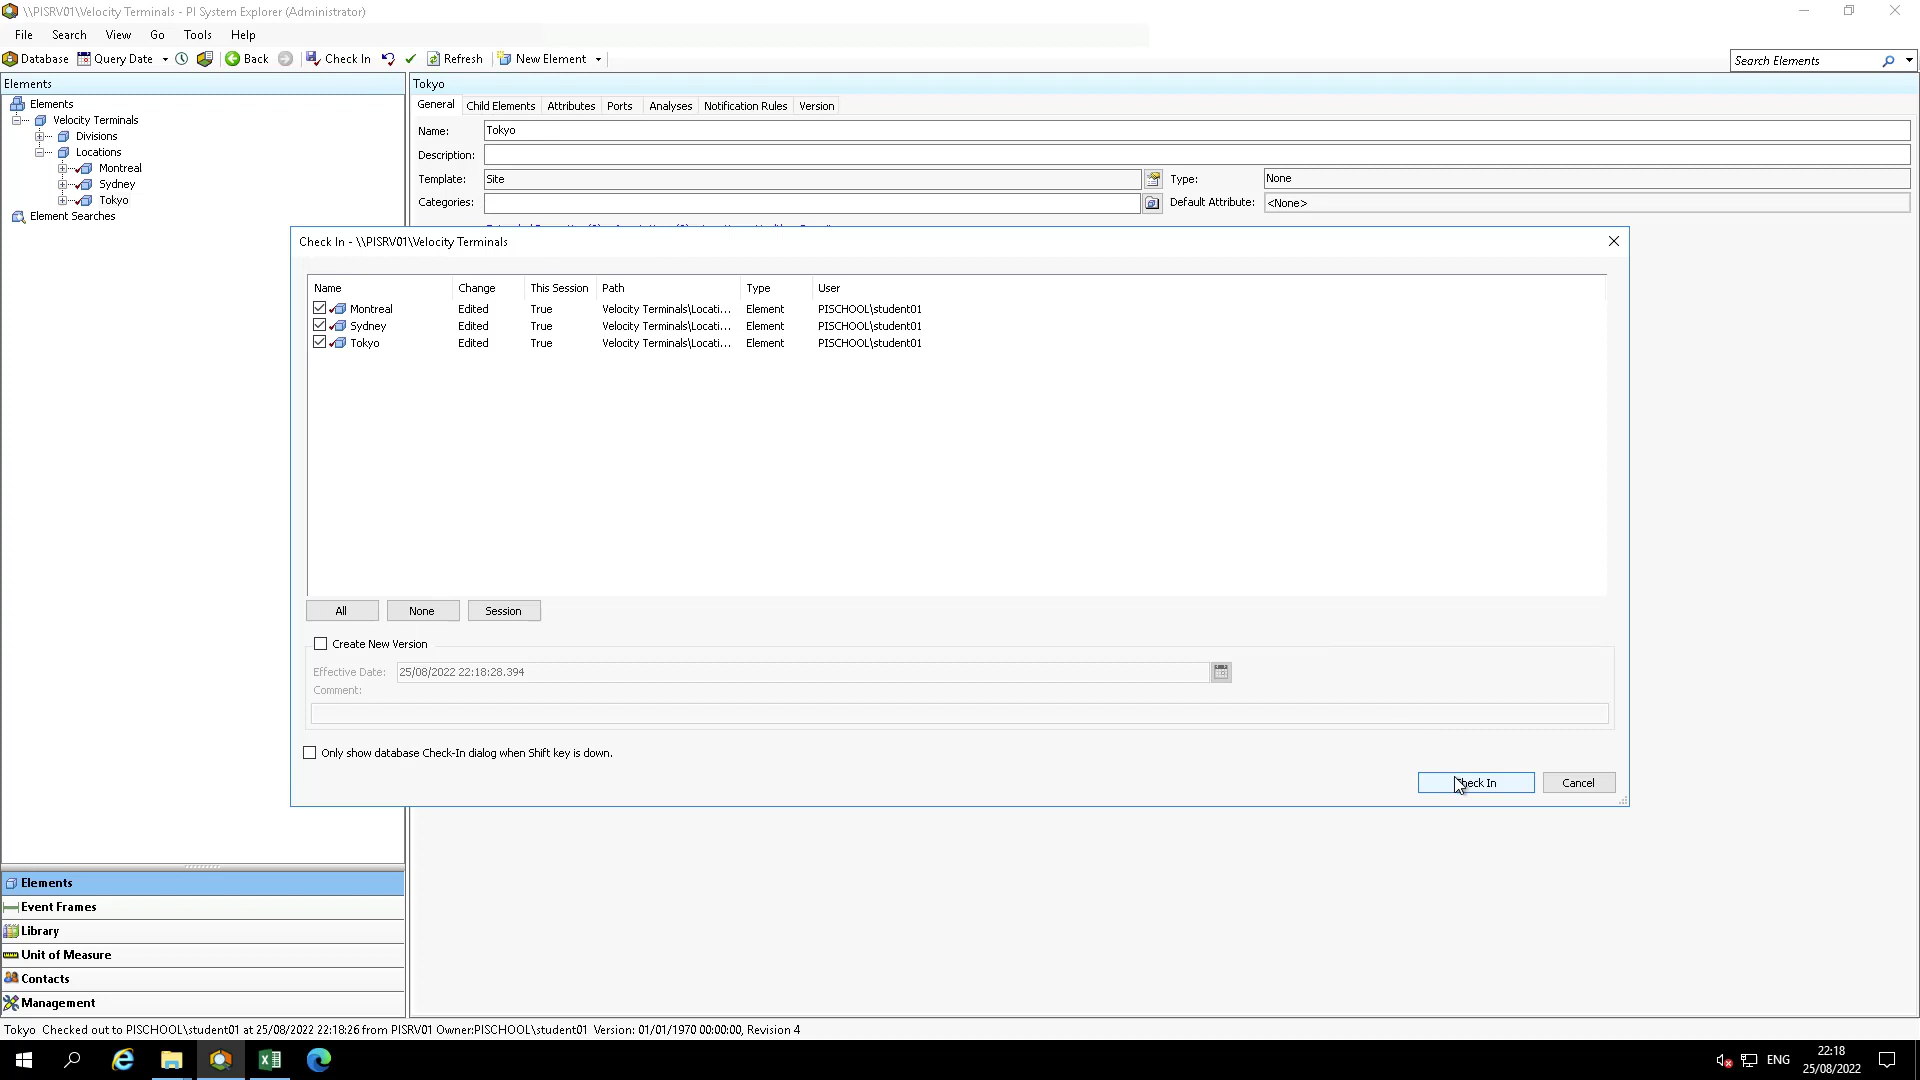 \\PISRV01\Velocity Terminals - PI System Explorer (Administrator)
File Search View Go Tools Help
Database Query Date Back Check In Refresh New Element Search Elements
Elements
Elements
Velocity Terminals
Divisions
Locations
Montreal
Sydney
Tokyo
Element Searches
Tokyo
General Child Elements Attributes Ports Analyses Notification Rules Version
Name: Tokyo
Description:
Template: Site Type: None
Categories: Default Attribute: <None>
Check In - \\PISRV01\Velocity Terminals
Name Change This Session Path Type User
Montreal Edited True Velocity Terminals\Locati... Element PISCHOOL\student01
Sydney Edited True Velocity Terminals\Locati... Element PISCHOOL\student01
Tokyo Edited True Velocity Terminals\Locati... Element PISCHOOL\student01
All None Session
Create New Version
Effective Date: 25/08/2022 22:18:28.394
Comment:
Only show database Check-In dialog when Shift key is down.
Check In Cancel
Elements
Event Frames
Library
Unit of Measure
Contacts
Management
Tokyo Checked out to PISCHOOL\student01 at 25/08/2022 22:18:26 from PISRV01 Owner:PISCHOOL\student01 Version: 01/01/1970 00:00:00, Revision 4
ENG 22:18
25/08/2022